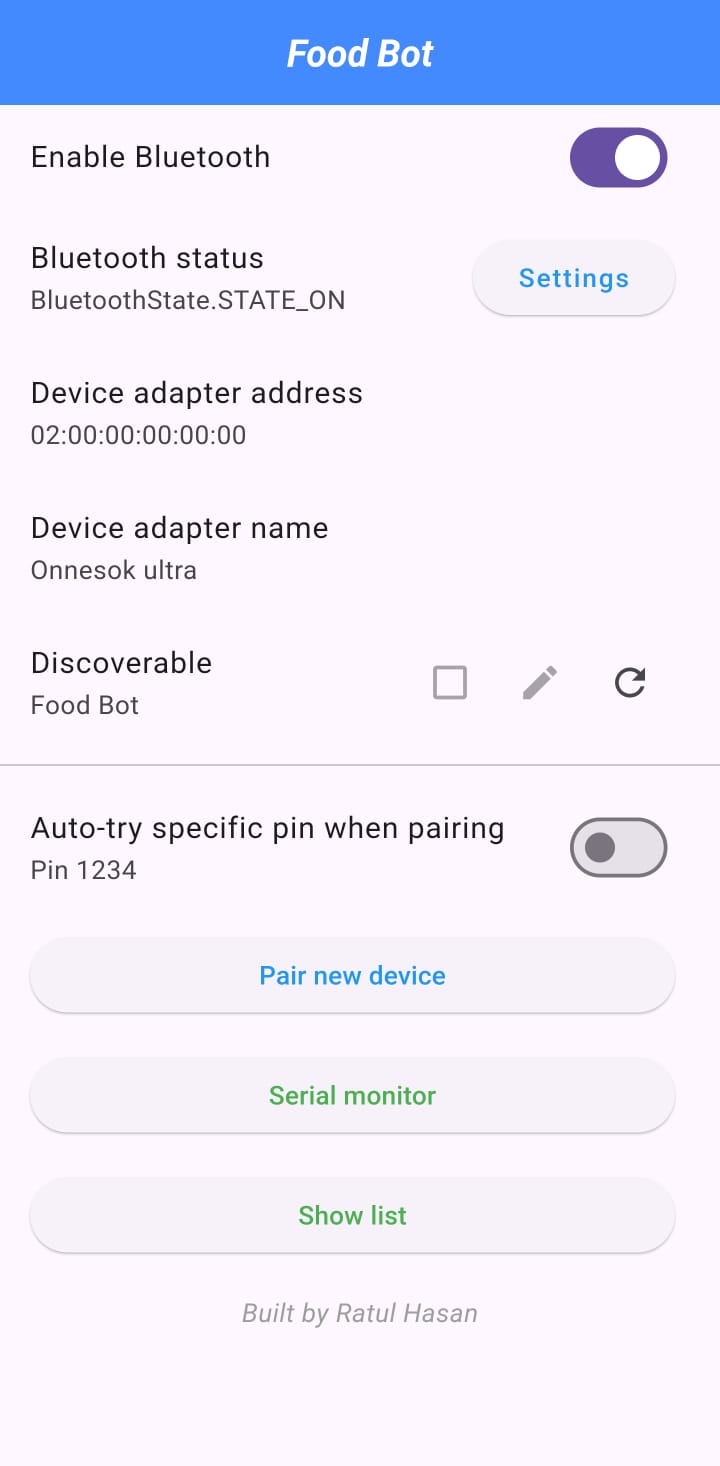 Food Bot
Enable Bluetooth
Bluetooth status
BluetoothState.STATE_ON
Settings
Device adapter address
02:00:00:00:00:00
Device adapter name
Onnesok ultra
Discoverable
Food Bot
Auto-try specific pin when pairing
Pin 1234
Pair new device
Serial monitor
Show list
Built by Ratul Hasan